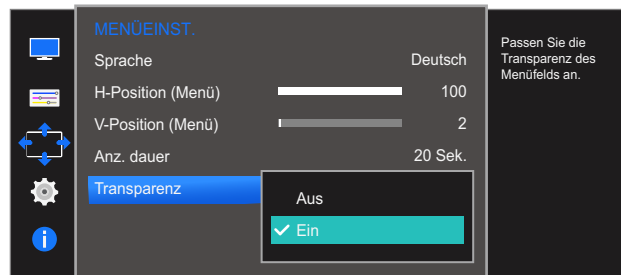 MENÜEINST.
Sprache Deutsch
H-Position (Menü) 100
V-Position (Menü) 2
Anz. dauer 20 Sek.
Transparenz
Aus
Ein
Passen Sie die
Transparenz des
Menüfelds an.